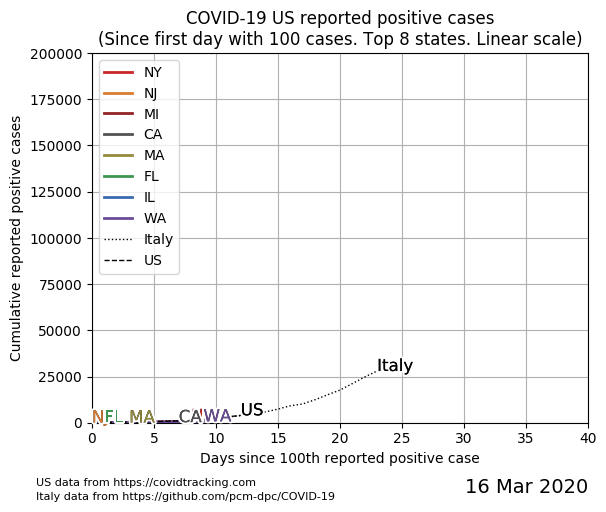 COVID-19 US reported positive cases
(Since first day with 100 cases. Top 8 states. Linear scale)
Cumulative reported positive cases
200000
175000
150000
125000
100000
75000
50000
25000
0
NY
NJ
MI
CA
MA
FL
IL
WA
Italy
US
Italy
US
FL
MA
CA
WA
0 5 10 15 20 25 30 35 40
Days since 100th reported positive case
US data from https://covidtracking.com
Italy data from https://github.com/pcm-dpc/COVID-19
16 Mar 2020